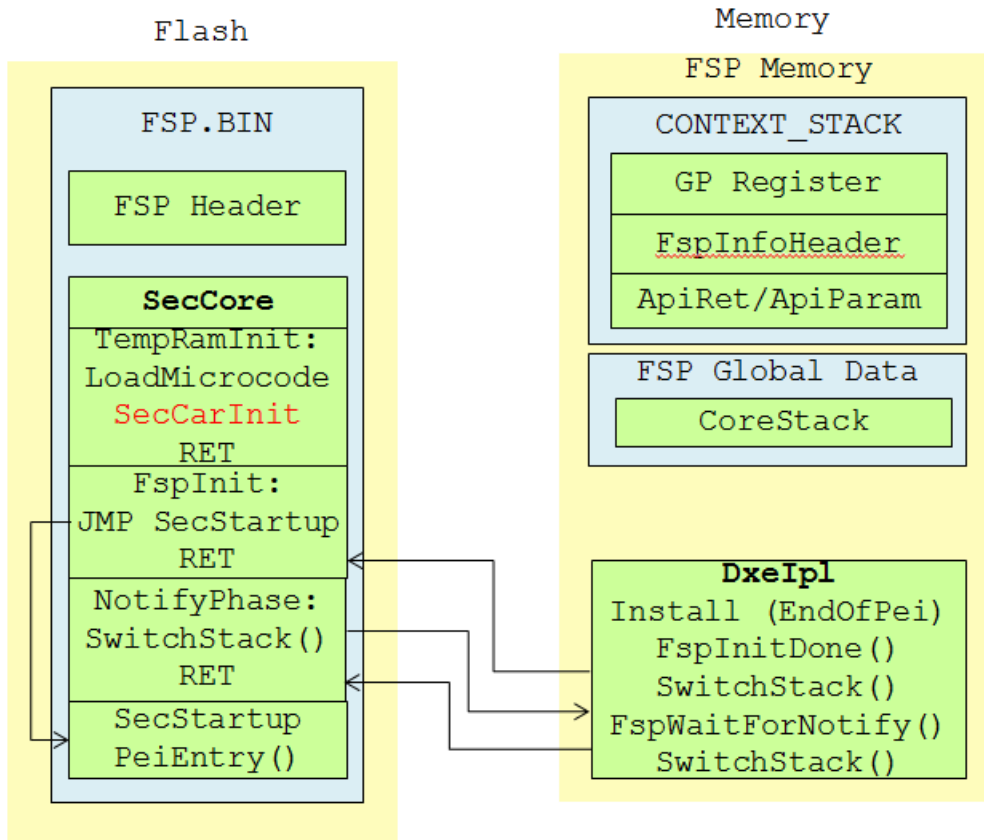 Flash
FSP.BIN
FSP Header
SecCore
TempRamInit:
LoadMicrocode
SecCarInit
RET
FspInit:
JMP SecStartup
RET
NotifyPhase:
SwitchStack()
RET
SecStartup
PeiEntry()
Memory
FSP Memory
CONTEXT_STACK
GP Register
FspInfoHeader
ApiRet/ApiParam
FSP Global Data
CoreStack
DxeIpl
Install (EndOfPei)
FspInitDone()
SwitchStack()
FspWaitForNotify()
SwitchStack()